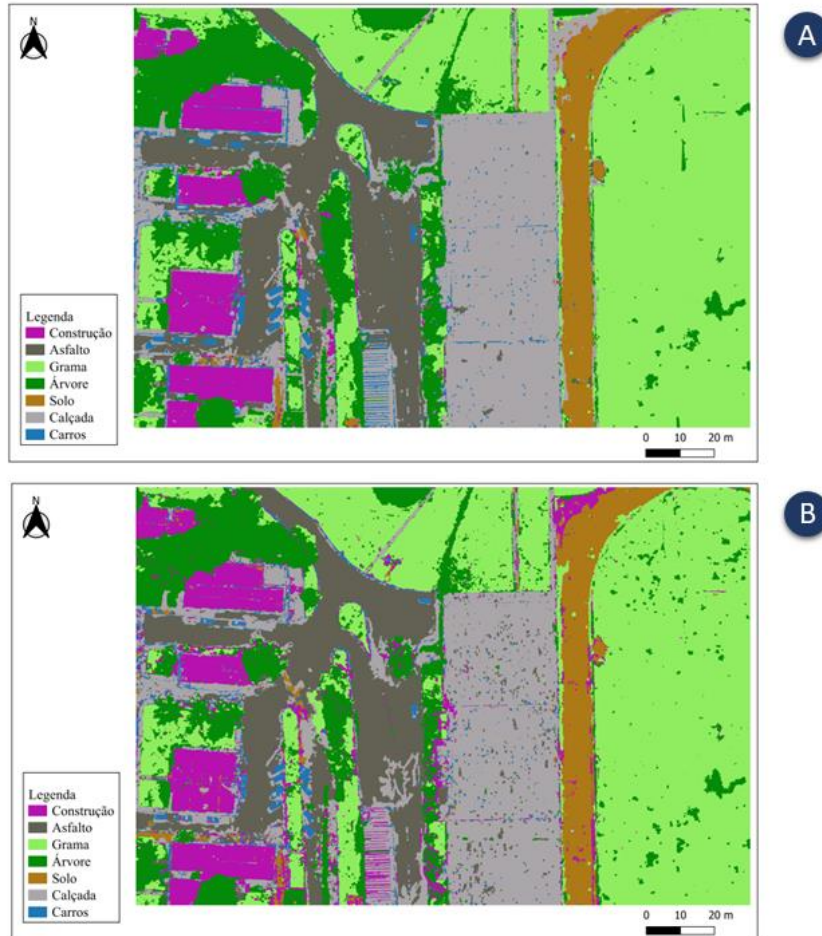 A
N
Legenda
Construção
Asfalto
Grama
Árvore
Solo
Calçada
Carros
0 10 20 m
B
N
Legenda
Construção
Asfalto
Grama
Árvore
Solo
Calçada
Carros
0 10 20 m